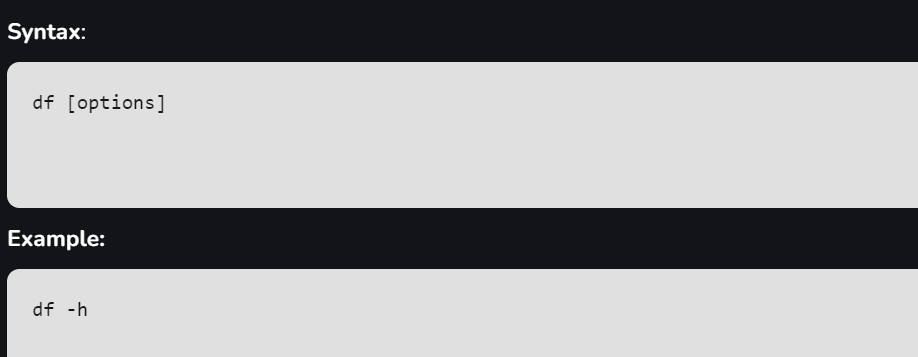 Syntax:
df [options]
Example:
df -h